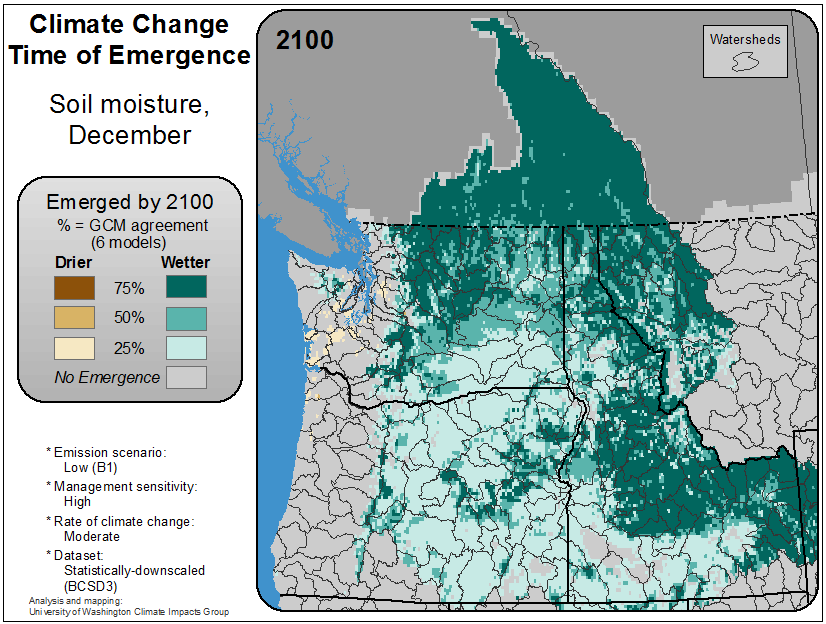 Climate Change
Time of Emergence
Soil moisture,
December
Emerged by 2100
% = GCM agreement
(6 models)
Drier Wetter
75%
50%
25%
No Emergence
* Emission scenario:
Low (B1)
* Management sensitivity:
High
* Rate of climate change:
Moderate
* Dataset:
Statistically-downscaled
(BCSD3)
Analysis and mapping:
University of Washington Climate Impacts Group
2100
Watersheds